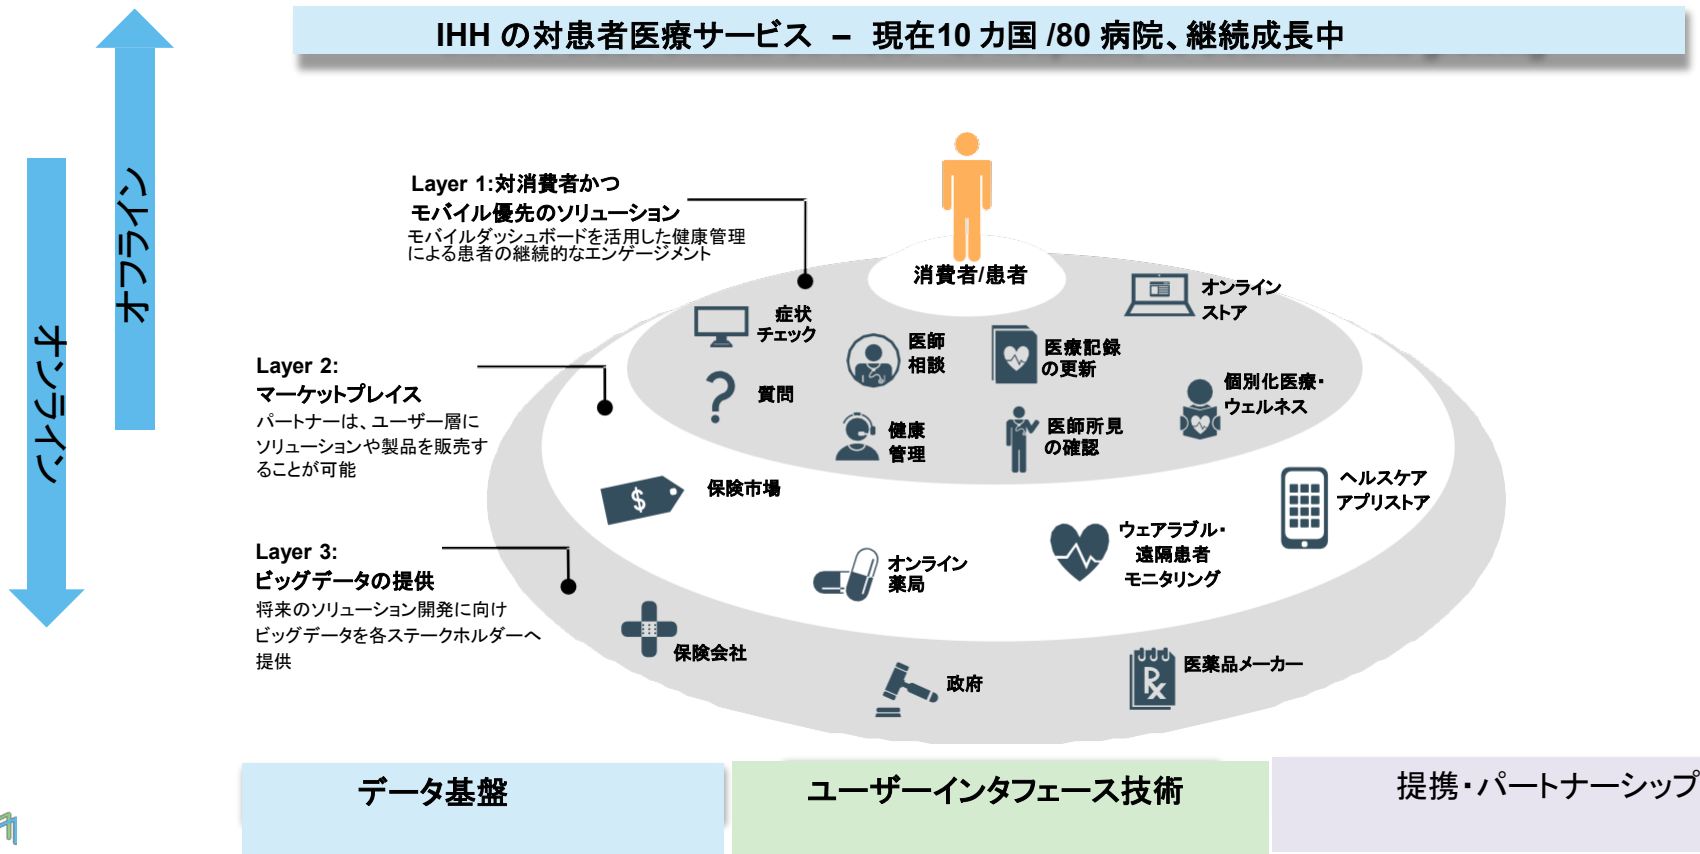 IHH の対患者医療サービス － 現在10 カ国 /80 病院、継続成長中
オフライン
オンライン
Layer 1:対消費者かつ
モバイル優先のソリューション
モバイルダッシュボードを活用した健康管理
による患者の継続的なエンゲージメント
消費者/患者
オンライン
ストア
症状
チェック
医師
相談
医療記録
の更新
質問
個別化医療・
ウェルネス
健康
管理
医師所見
の確認
Layer 2:
マーケットプレイス
パートナーは、ユーザー層に
ソリューションや製品を販売す
ることが可能
保険市場
$
ヘルスケア
アプリストア
ウェアラブル・
遠隔患者
モニタリング
オンライン
薬局
Layer 3:
ビッグデータの提供
将来のソリューション開発に向け
ビッグデータを各ステークホルダーへ
提供
保険会社
政府
Rx
医薬品メーカー
データ基盤
ユーザーインタフェース技術
提携・パートナーシップ